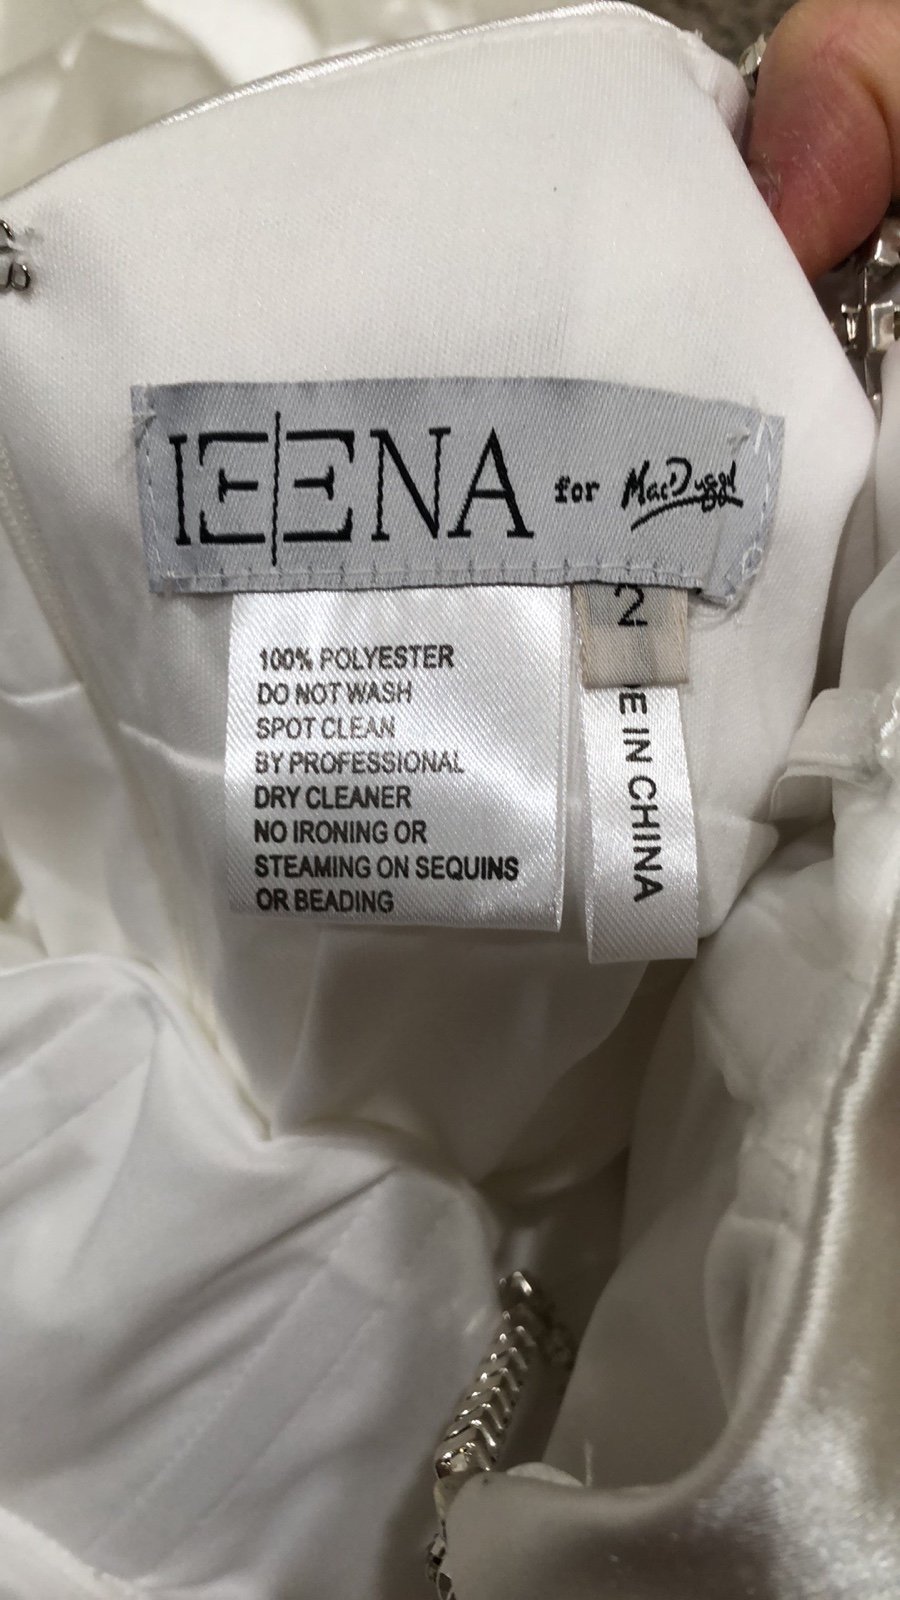 IEENA for MacDuggal
100% POLYESTER
DO NOT WASH
SPOT CLEAN
BY PROFESSIONAL
DRY CLEANER
NO IRONING OR
STEAMING ON SEQUINS
OR BEADING
2
DE IN CHINA